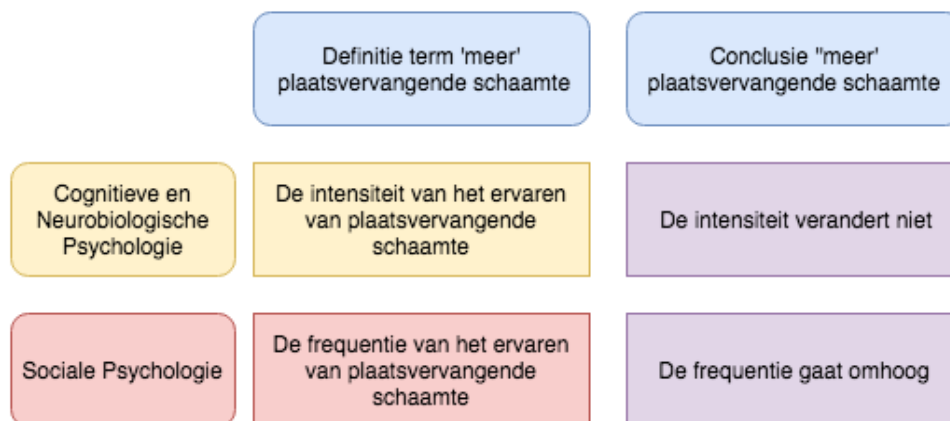 Definitie term 'meer'
plaatsvervangende schaamte
Conclusie "meer'
plaatsvervangende schaamte
Cognitieve en
Neurobiologische
Psychologie
De intensiteit van het ervaren
van plaatsvervangende
schaamte
De intensiteit verandert niet
Sociale Psychologie
De frequentie van het ervaren
van plaatsvervangende
schaamte
De frequentie gaat omhoog